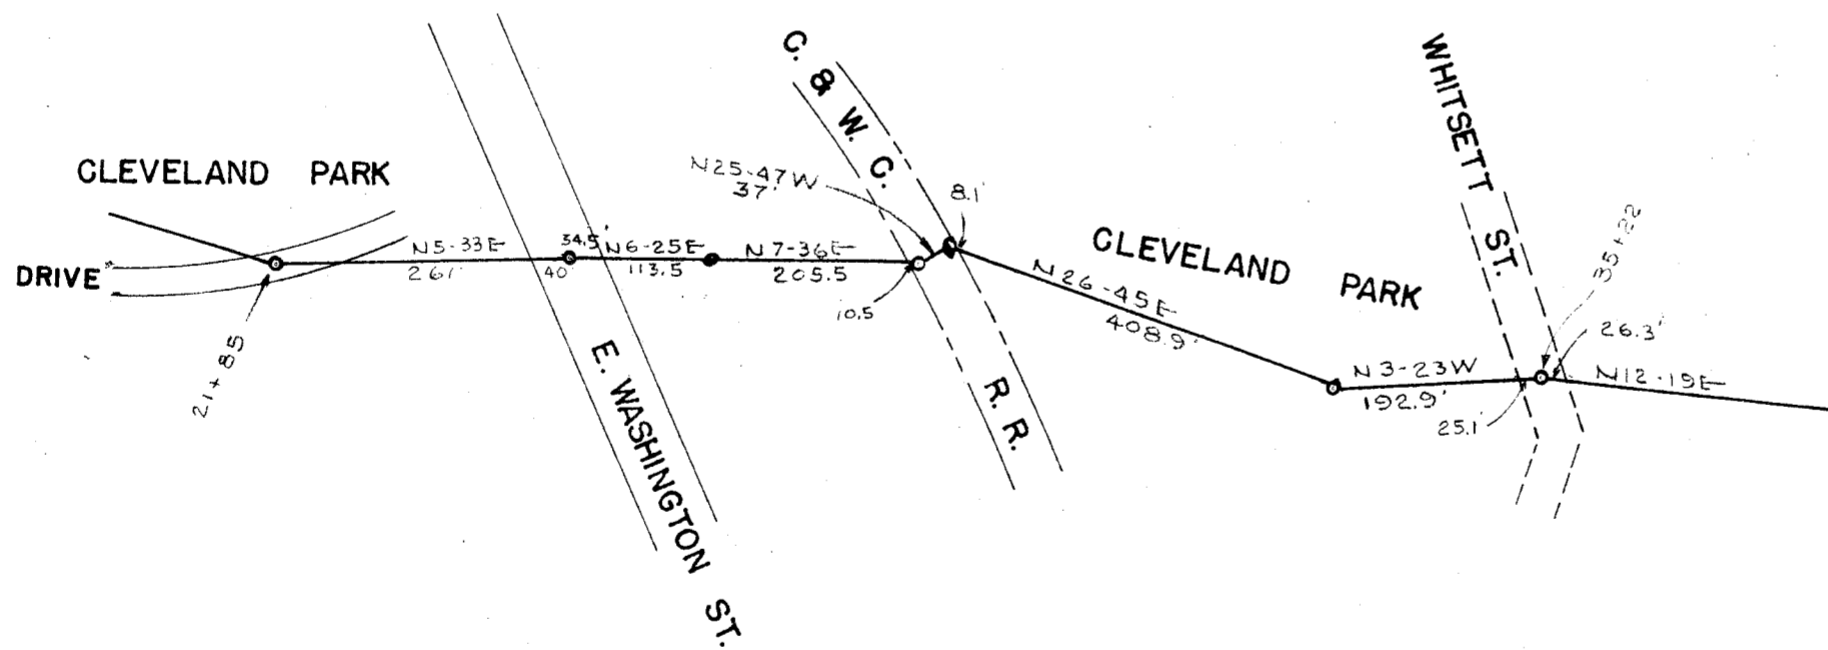 CLEVELAND PARK
DRIVE
21+85
N5-33E
261'
34.5'
40'
N6-25E
113.5
E. WASHINGTON ST.
N7-36E
205.5
C. & W. C. R. R.
N25-47W
37'
8.1'
10.5
CLEVELAND PARK
N26-45E
408.9'
N3-23W
192.9'
WHITSETT ST.
35+22
26.3'
25.1'
N12-19E